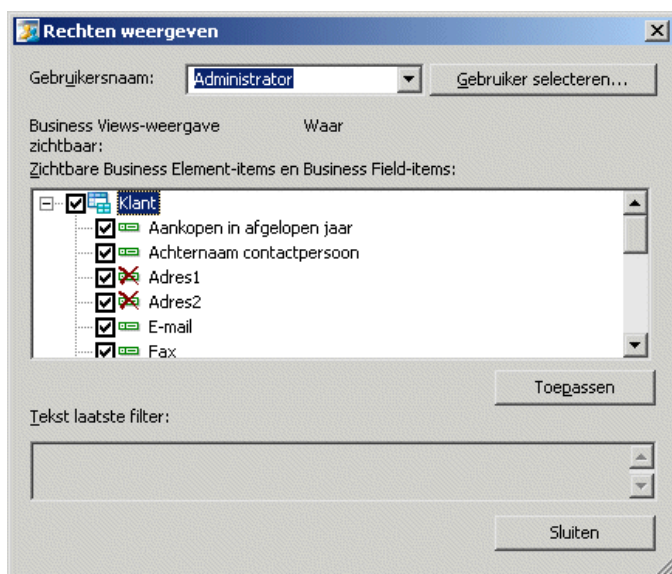 Rechten weergeven
Gebruikersnaam: Administrator Gebruiker selecteren...
Business Views-weergave Waar
zichtbaar:
Zichtbare Business Element-items en Business Field-items:
Klant
Aankopen in afgelopen jaar
Achternaam contactpersoon
Adres1
Adres2
E-mail
Fax
Toepassen
Tekst laatste filter:
Sluiten